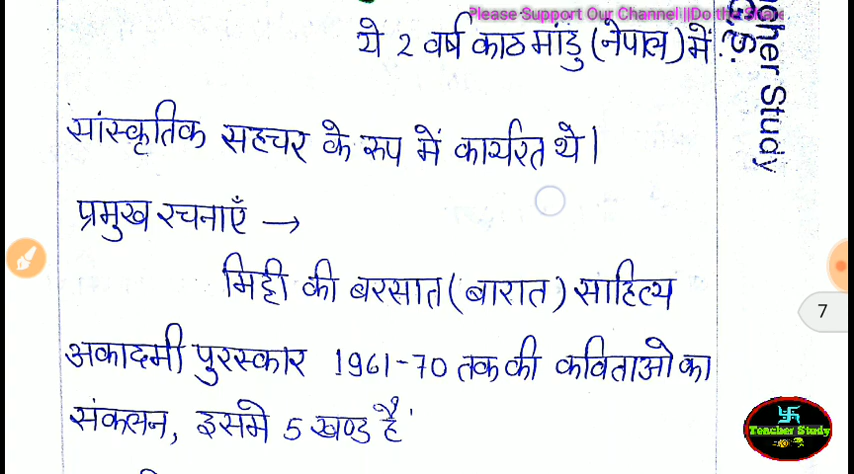 Please Support Our Channel ||Do the Share
ये 2 वर्ष काठमांडु (नेपाल) में
सांस्कृतिक सहचर के रुप में कार्यरत थे।
प्रमुख रचनाएँ →
मिट्टी की बरसात (बारात) साहित्य
अकादमी पुरस्कार 1961-70 तक की कविताओ का
संकलन, इसमे 5 खण्ड है
Study
7
Teacher Study